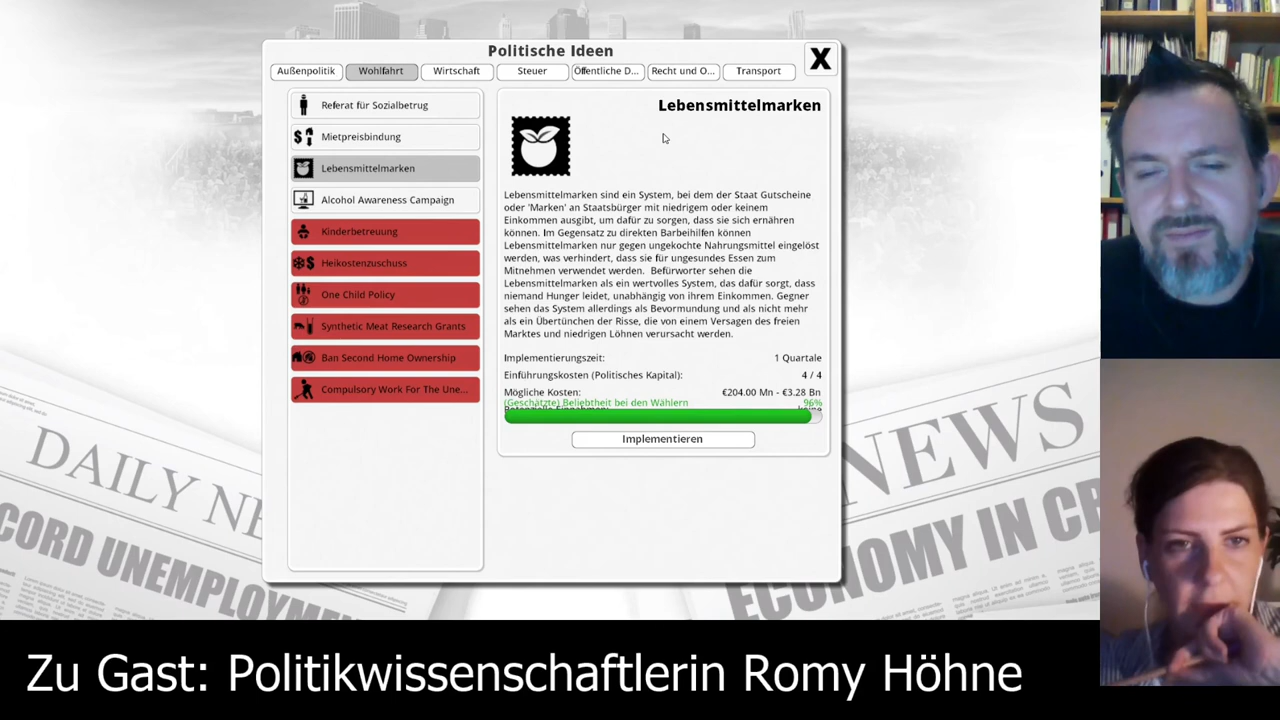 Politische Ideen
X
Außenpolitik
Wohlfahrt
Wirtschaft
Steuer
Öffentliche D...
Recht und O...
Transport
Referat für Sozialbetrug
Mietpreisbindung
Lebensmittelmarken
Alcohol Awareness Campaign
Kinderbetreuung
Heikostenzuschuss
One Child Policy
Synthetic Meat Research Grants
Ban Second Home Ownership
Compulsory Work For The Une...
Lebensmittelmarken
Lebensmittelmarken sind ein System, bei dem der Staat Gutscheine
oder 'Marken' an Staatsbürger mit niedrigem oder keinem
Einkommen ausgibt, um dafür zu sorgen, dass sie sich ernähren
können. Im Gegensatz zu direkten Barbeihilfen können
Lebensmittelmarken nur gegen ungekochte Nahrungsmittel eingelöst
werden, was verhindert, dass sie für ungesundes Essen zum
Mitnehmen verwendet werden. Befürworter sehen die
Lebensmittelmarken als ein wertvolles System, das dafür sorgt, dass
niemand Hunger leidet, unabhängig von ihrem Einkommen. Gegner
sehen das System allerdings als Bevormundung und als nicht mehr
als ein Übertünchen der Risse, die von einem Versagen des freien
Marktes und niedrigen Löhnen verursacht werden.
Implementierungszeit: 1 Quartale
Einführungskosten (Politisches Kapital): 4 / 4
Mögliche Kosten: €204.00 Mn - €3.28 Bn
(Geschätzte) Beliebtheit bei den Wählern 96%
Potenzielle Einnahmen: keine
Implementieren
DAILY NE
CORD UNEMPLOYME
NEWS
ECONOMY IN CR
Zu Gast: Politikwissenschaftlerin Romy Höhne